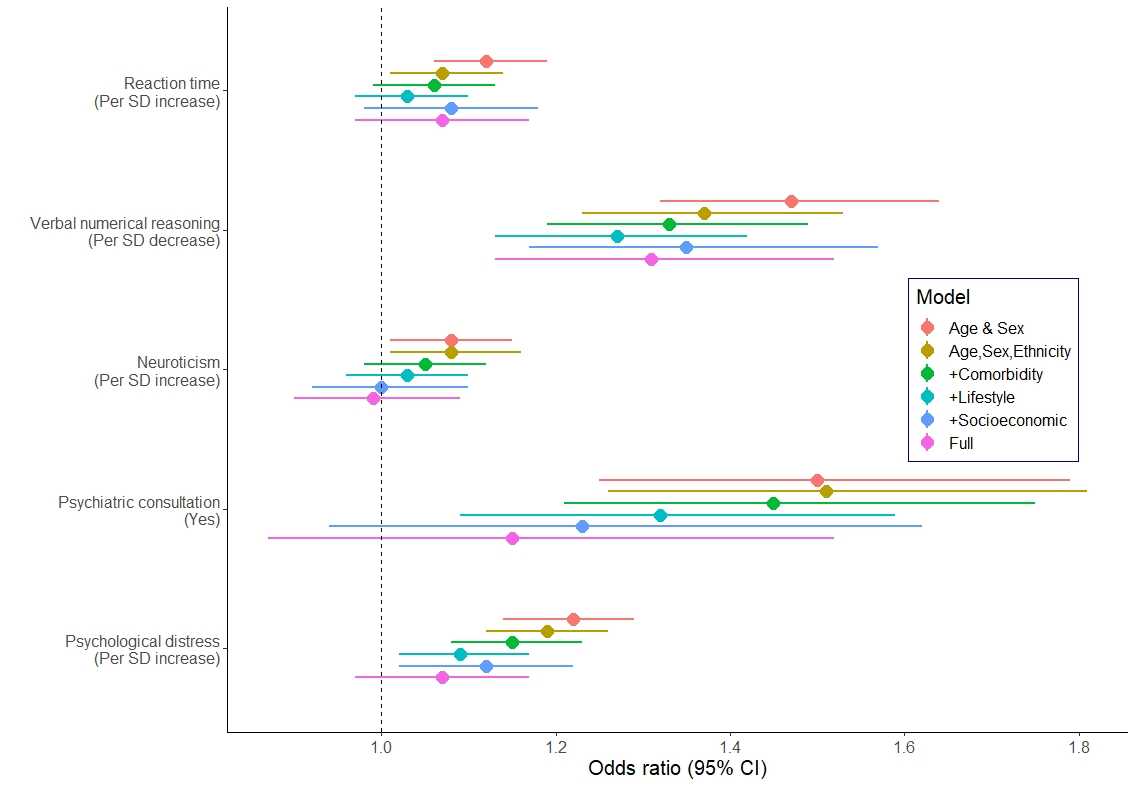 Reaction time
(Per SD increase)
Verbal numerical reasoning
(Per SD decrease)
Neuroticism
(Per SD increase)
Psychiatric consultation
(Yes)
Psychological distress
(Per SD increase)
Model
Age & Sex
Age,Sex,Ethnicity
+Comorbidity
+Lifestyle
+Socioeconomic
Full
1.0 1.2 1.4 1.6 1.8
Odds ratio (95% CI)